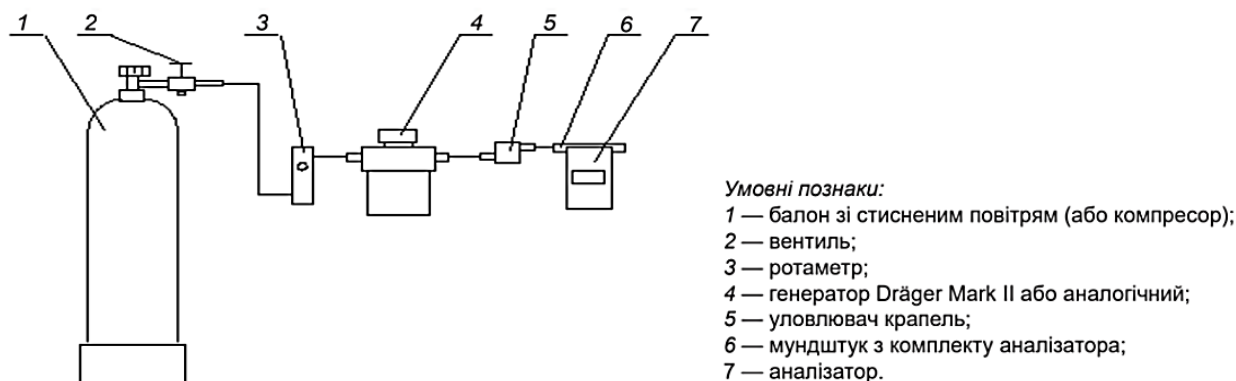 1 2 3 4 5 6 7
Умовні познаки:
1 — балон зі стисненим повітрям (або компресор);
2 — вентиль;
3 — ротаметр;
4 — генератор Dräger Mark II або аналогічний;
5 — уловлювач крапель;
6 — мундштук з комплекту аналізатора;
7 — аналізатор.